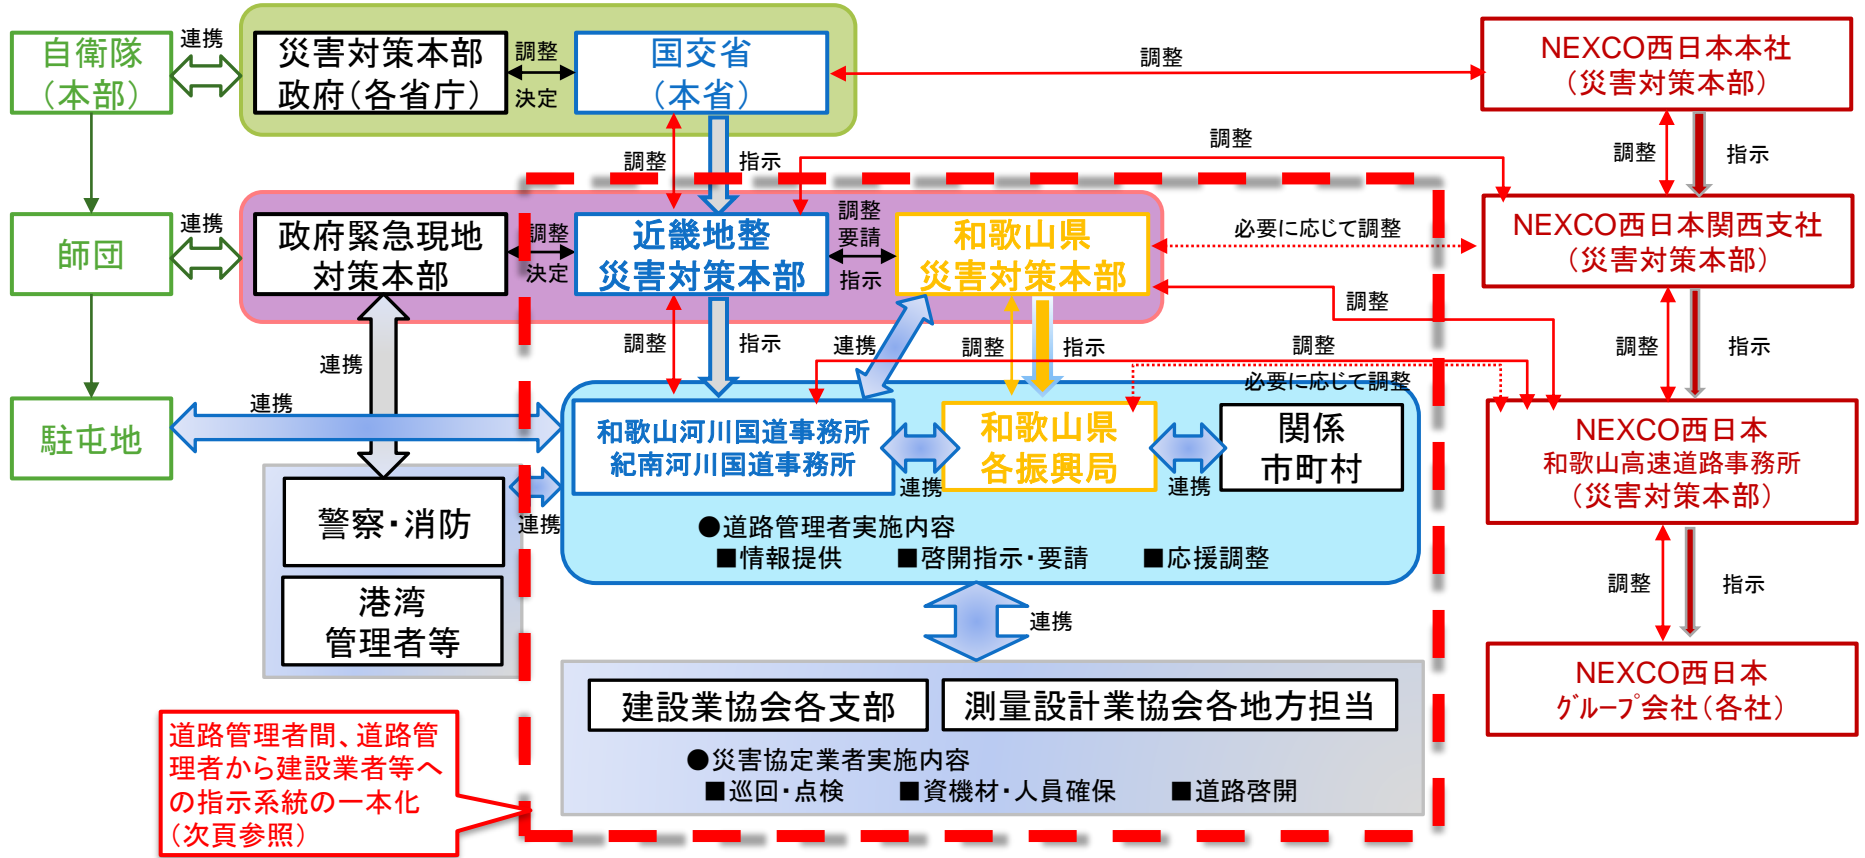 自衛隊
（本部）
連携
災害対策本部
政府（各省庁）
調整
決定
国交省
（本省）
調整
NEXCO西日本本社
（災害対策本部）
調整
指示
調整
調整
指示
師団
連携
政府緊急現地
対策本部
調整
決定
近畿地整
災害対策本部
調整
要請
指示
和歌山県
災害対策本部
必要に応じて調整
NEXCO西日本関西支社
（災害対策本部）
連携
調整
指示
連携
調整
指示
調整
調整
必要に応じて調整
調整
指示
駐屯地
連携
和歌山河川国道事務所
紀南河川国道事務所
連携
和歌山県
各振興局
連携
関係
市町村
NEXCO西日本
和歌山高速道路事務所
（災害対策本部）
警察・消防
連携
港湾
管理者等
●道路管理者実施内容
■情報提供 ■啓開指示・要請 ■応援調整
連携
調整
指示
建設業協会各支部
測量設計業協会各地方担当
●災害協定業者実施内容
■巡回・点検 ■資機材・人員確保 ■道路啓開
NEXCO西日本
ｸﾞﾙｰﾌﾟ会社（各社）
道路管理者間、道路管
理者から建設業者等へ
の指示系統の一本化
（次頁参照）